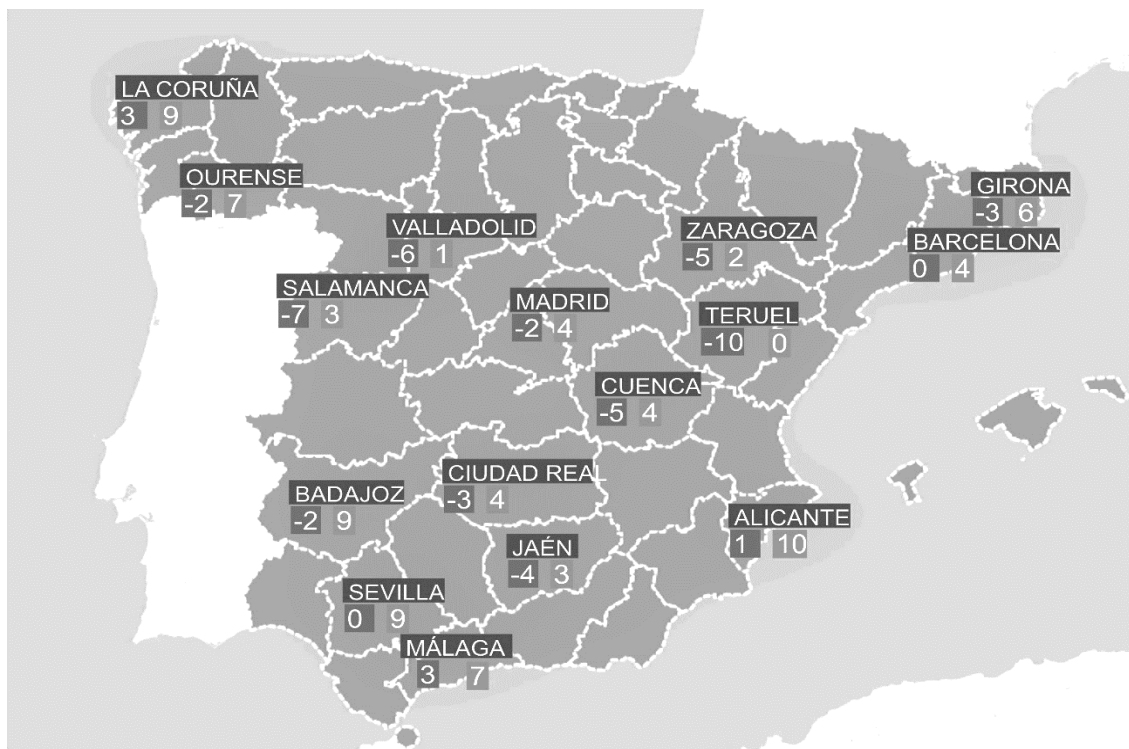 LA CORUÑA
3 9
OURENSE
-2 7
GIRONA
-3 6
VALLADOLID
-6 1
ZARAGOZA
-5 2
BARCELONA
0 4
SALAMANCA
-7 3
MADRID
-2 4
TERUEL
-10 0
CUENCA
-5 4
CIUDAD REAL
-3 4
BADAJOZ
-2 9
ALICANTE
1 10
JAÉN
-4 3
SEVILLA
0 9
MÁLAGA
3 7